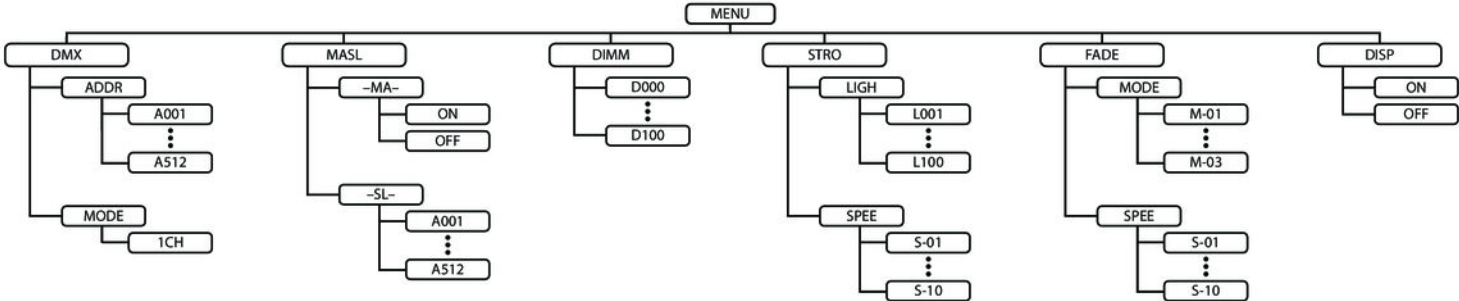 MENU
DMX
ADDR
A001
A512
MODE
1CH
MASL
–MA–
ON
OFF
–SL–
A001
A512
DIMM
D000
D100
STRO
LIGH
L001
L100
SPEE
S-01
S-10
FADE
MODE
M-01
M-03
SPEE
S-01
S-10
DISP
ON
OFF